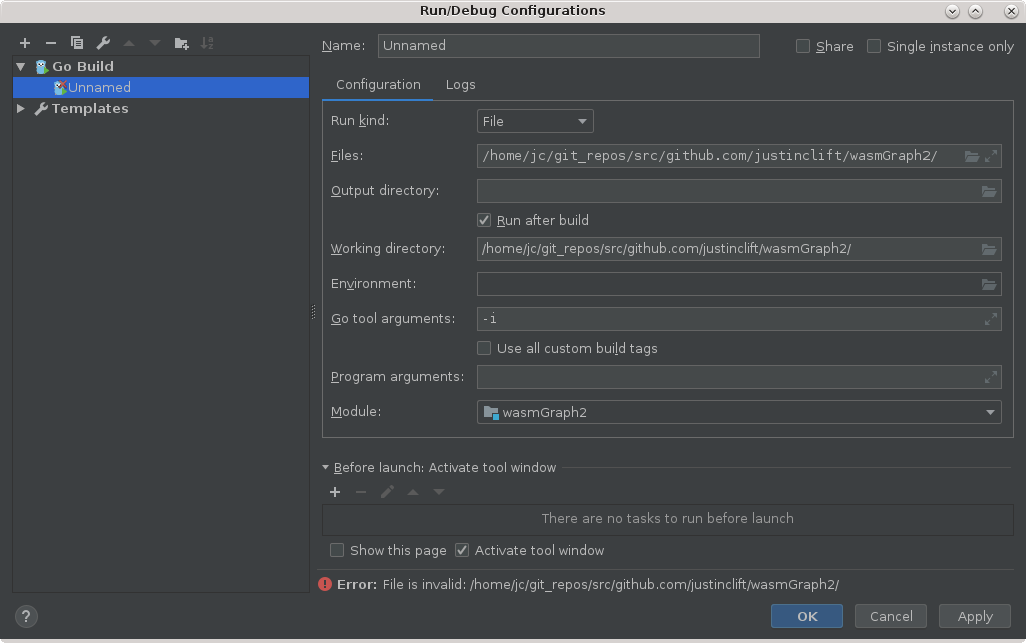 Run/Debug Configurations
Name: Unnamed Share Single instance only
Go Build
Unnamed
Templates
Configuration Logs
Run kind: File
Files: /home/jc/git_repos/src/github.com/justinclift/wasmGraph2/
Output directory:
Run after build
Working directory: /home/jc/git_repos/src/github.com/justinclift/wasmGraph2/
Environment:
Go tool arguments: -i
Use all custom build tags
Program arguments:
Module: wasmGraph2
Before launch: Activate tool window
There are no tasks to run before launch
Show this page Activate tool window
Error: File is invalid: /home/jc/git_repos/src/github.com/justinclift/wasmGraph2/
? OK Cancel Apply